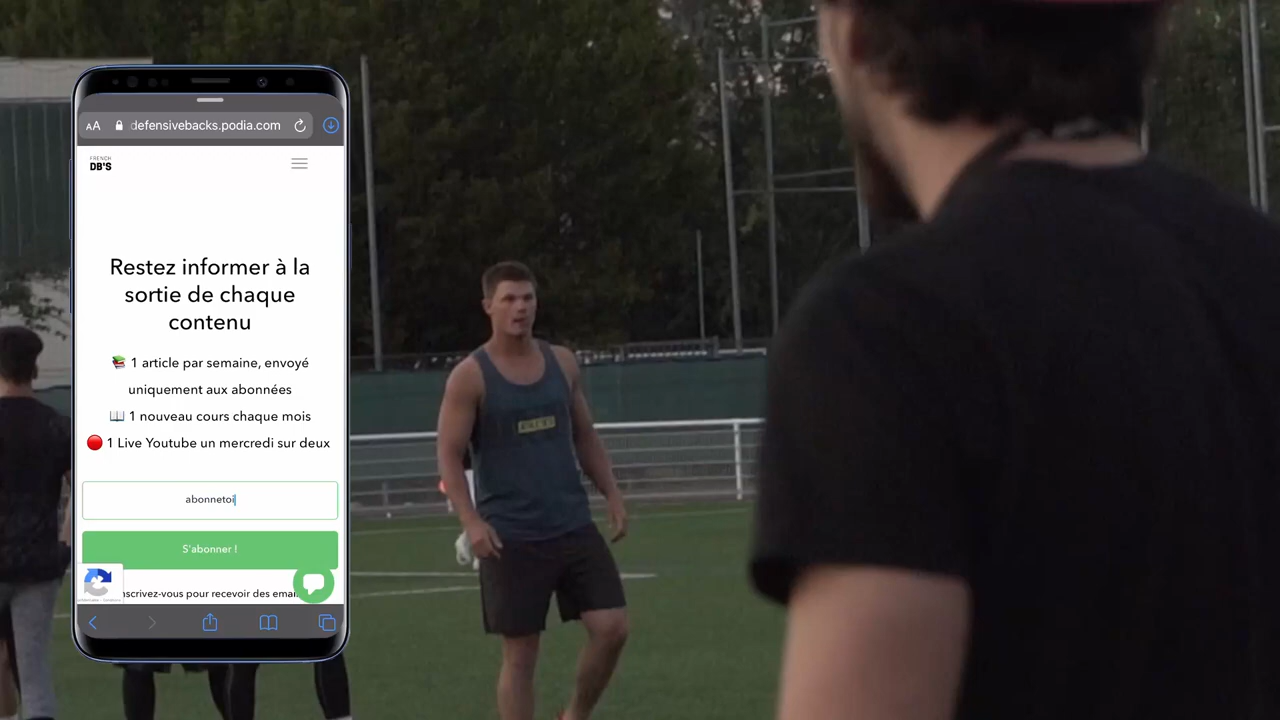 AA defensivebacks.podia.com
FRENCH
DB'S
Restez informer à la
sortie de chaque
contenu
📚 1 article par semaine, envoyé
uniquement aux abonnées
📖 1 nouveau cours chaque mois
🔴 1 Live Youtube un mercredi sur deux
abonnetoi
S'abonner !
nscrivez-vous pour recevoir des emai